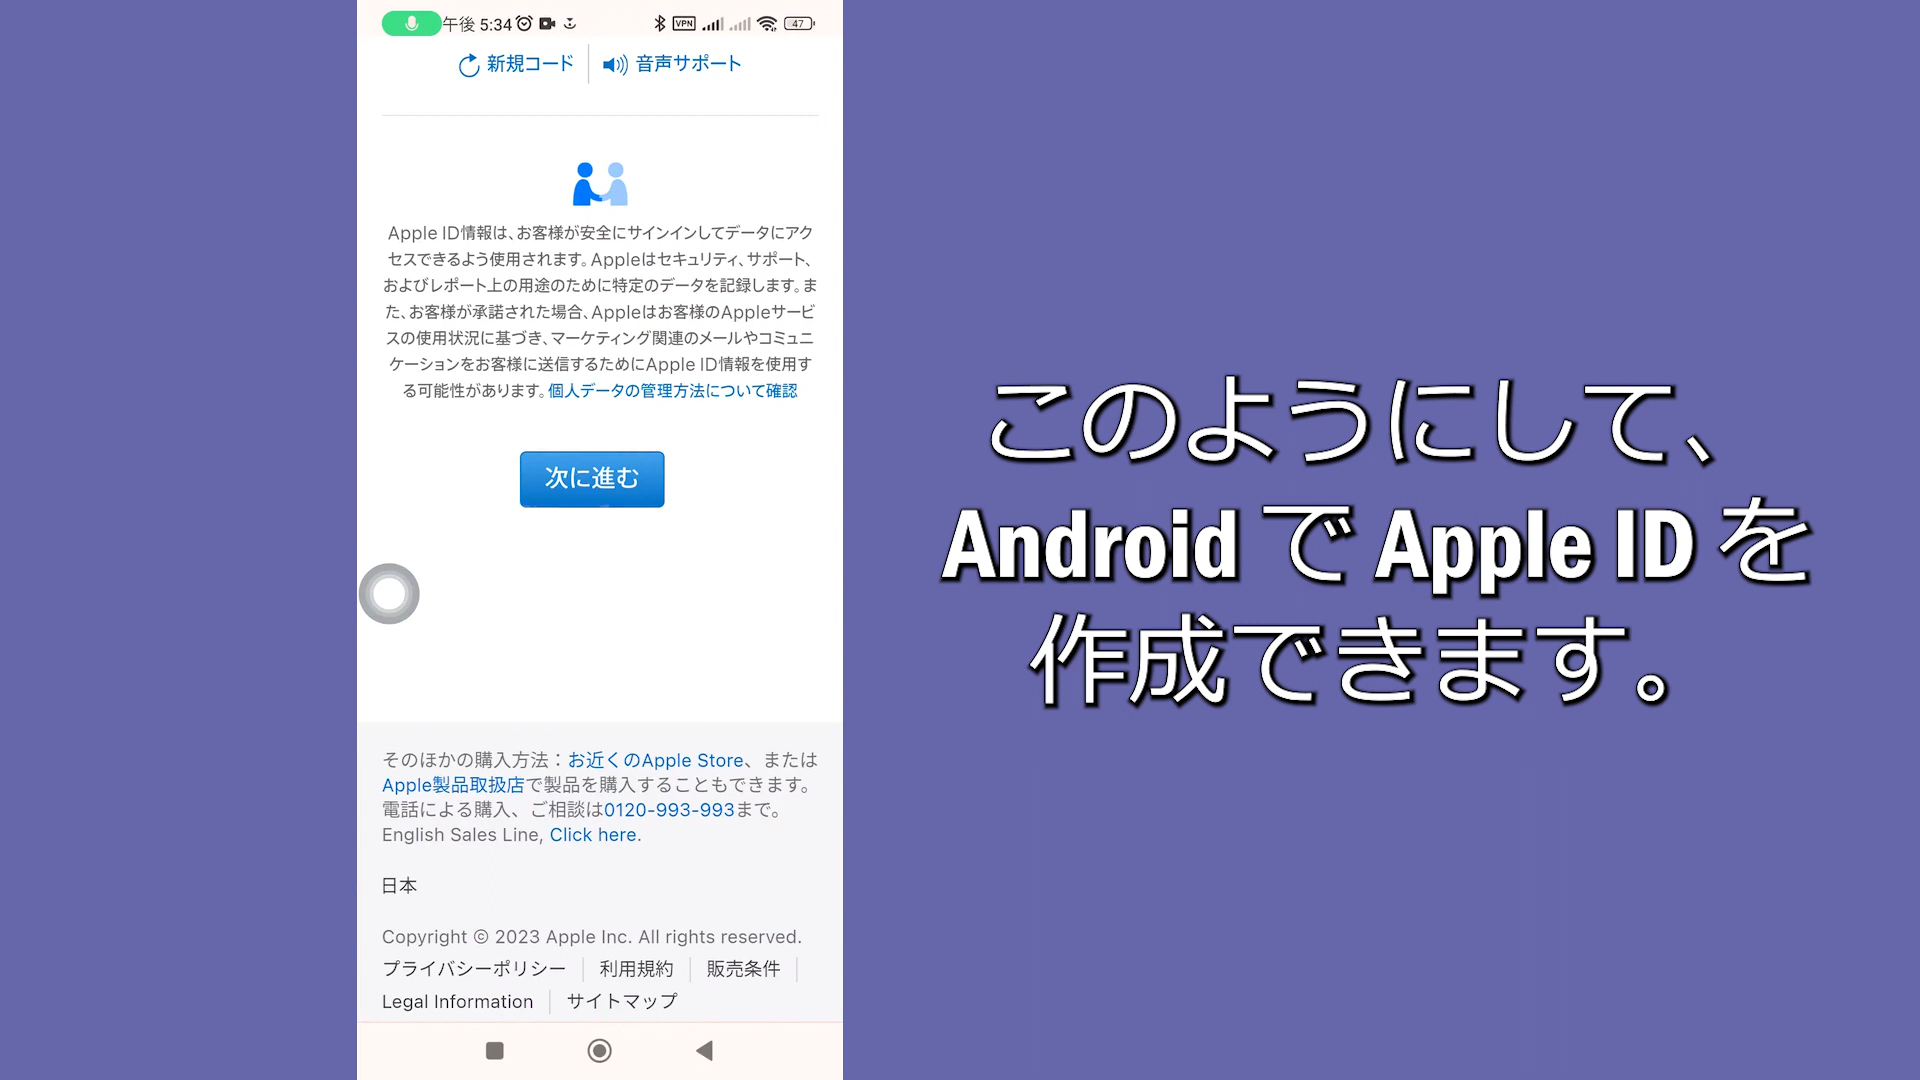 午後 5:34 VPN 47
新規コード 音声サポート
Apple ID情報は、お客様が安全にサインインしてデータにアク
セスできるよう使用されます。Appleはセキュリティ、サポート、
およびレポート上の用途のために特定のデータを記録します。ま
た、お客様が承諾された場合、Appleはお客様のAppleサービ
スの使用状況に基づき、マーケティング関連のメールやコミュニ
ケーションをお客様に送信するためにApple ID情報を使用す
る可能性があります。個人データの管理方法について確認
次に進む
そのほかの購入方法：お近くのApple Store、または
Apple製品取扱店で製品を購入することもできます。
電話による購入、ご相談は0120-993-993まで。
English Sales Line, Click here.
日本
Copyright © 2023 Apple Inc. All rights reserved.
プライバシーポリシー 利用規約 販売条件
Legal Information サイトマップ
このようにして、
Android で Apple ID を
作成できます。